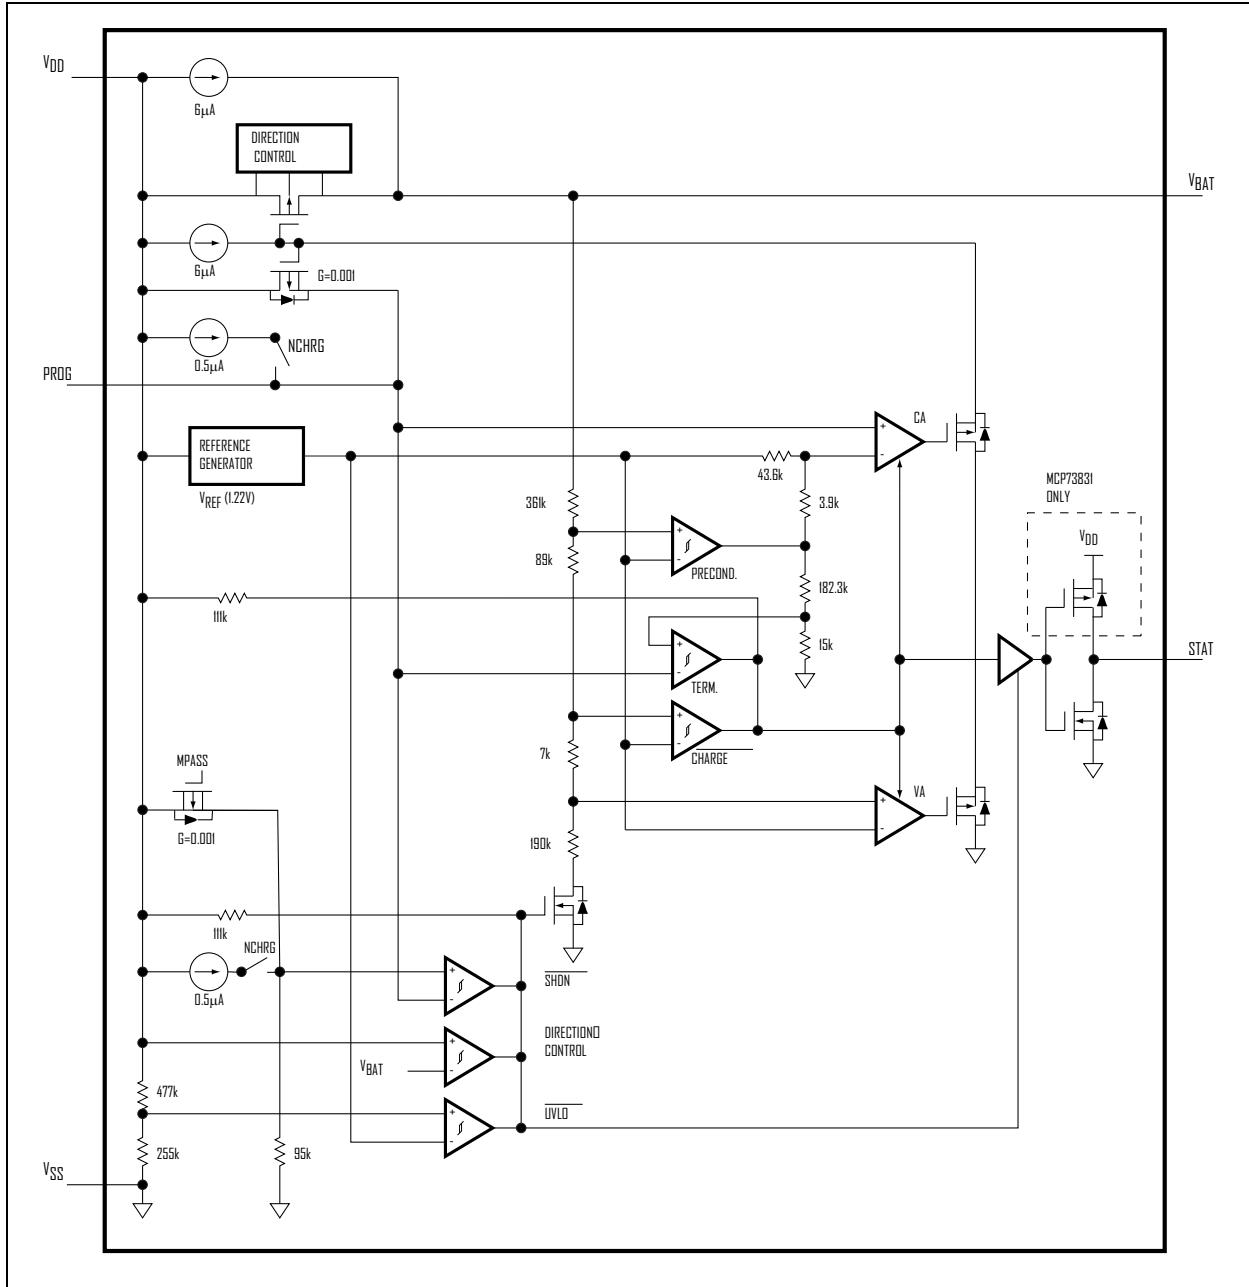 VDD
6µA
DIRECTION
CONTROL
VBAT
6µA
G=0.001
0.5µA
NCHRG
PROG
CA
+
-
REFERENCE
GENERATOR
VREF (1.22V)
43.6k
MCP73831
ONLY
VDD
361k
3.9k
+
-
PRECOND.
89k
182.3k
111k
15k
STAT
+
-
TERM.
+
-
CHARGE
7k
MPASS
G=0.001
VA
+
-
190k
111k
NCHRG
0.5µA
+
-
SHDN
+
-
DIRECTION▯
CONTROL
VBAT
477k
+
-
UVLO
255k
95k
VSS